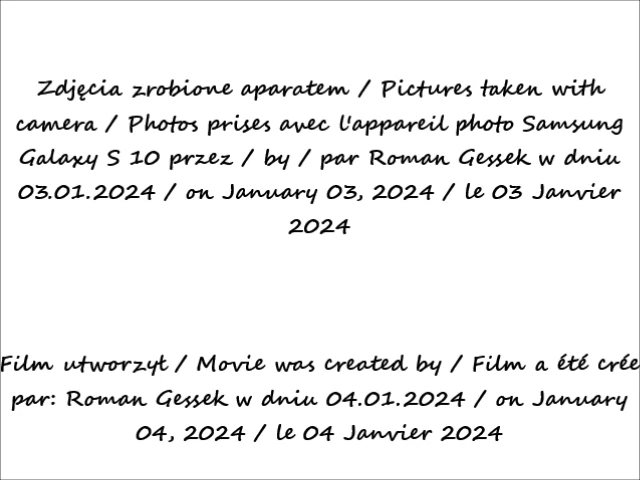 Zdjęcia zrobione aparatem / Pictures taken with
camera / Photos prises avec l'appareil photo Samsung
Galaxy S 10 przez / by / par Roman Gessek w dniu
03.01.2024 / on January 03, 2024 / le 03 Janvier
2024
Film utworzył / Movie was created by / Film a été crée
par: Roman Gessek w dniu 04.01.2024 / on January
04, 2024 / le 04 Janvier 2024